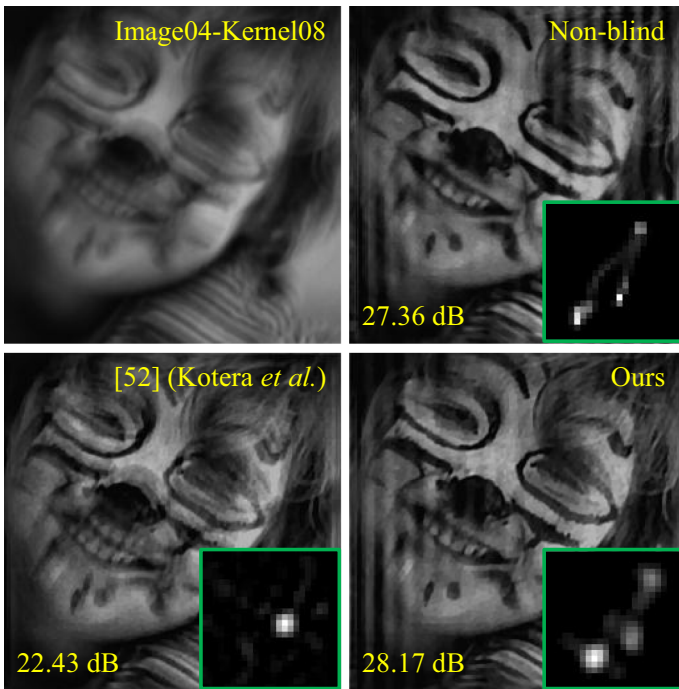 Image04-Kernel08
Non-blind
27.36 dB
[52] (Kotera et al.)
Ours
22.43 dB
28.17 dB